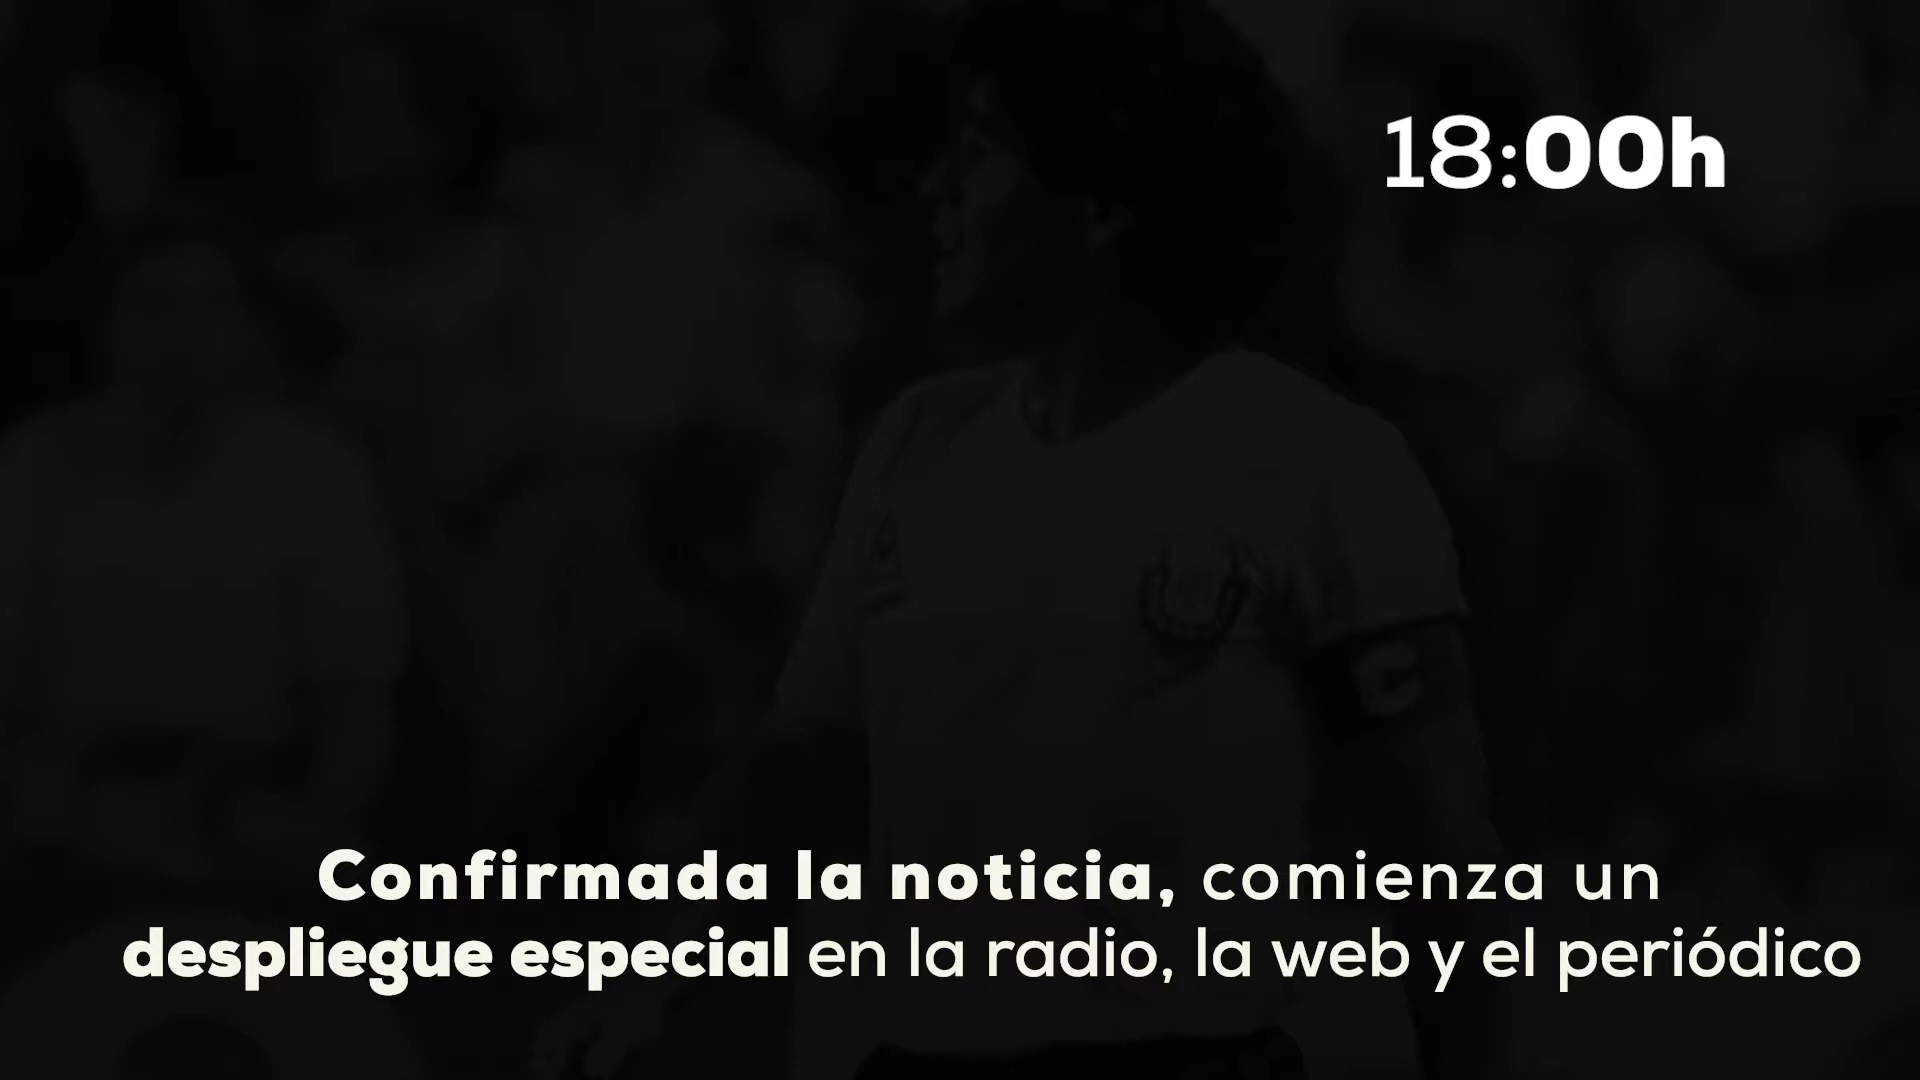 18:00h
Confirmada la noticia, comienza un
despliegue especial en la radio, la web y el periódico